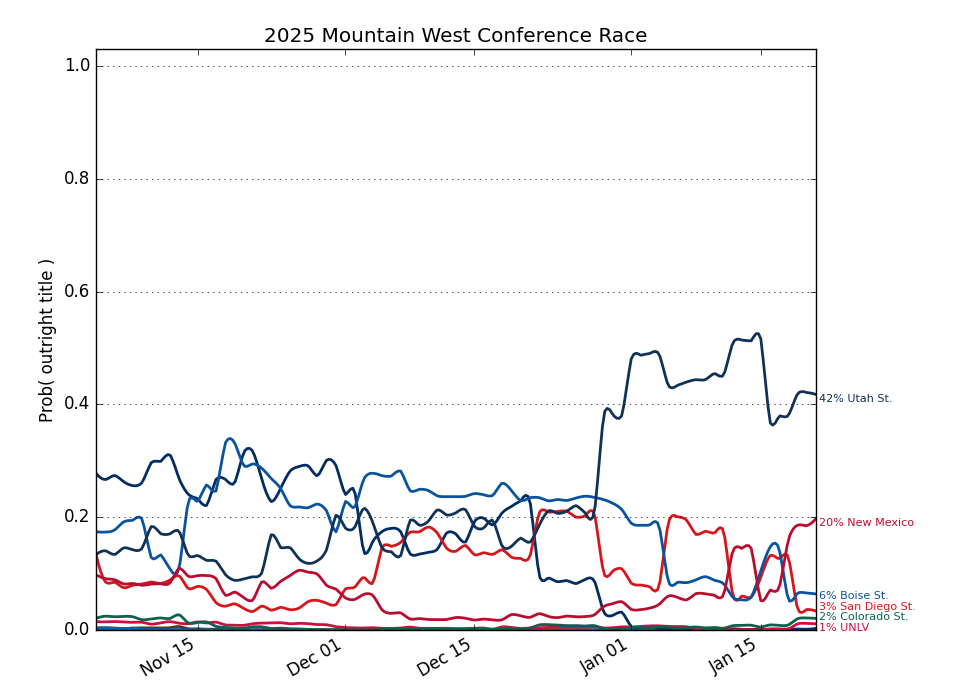 2025 Mountain West Conference Race
Prob( outright title )
1.0
0.8
0.6
0.4
0.2
0.0
42% Utah St.
20% New Mexico
6% Boise St.
3% San Diego St.
2% Colorado St.
1% UNLV
Nov 15
Dec 01
Dec 15
Jan 01
Jan 15